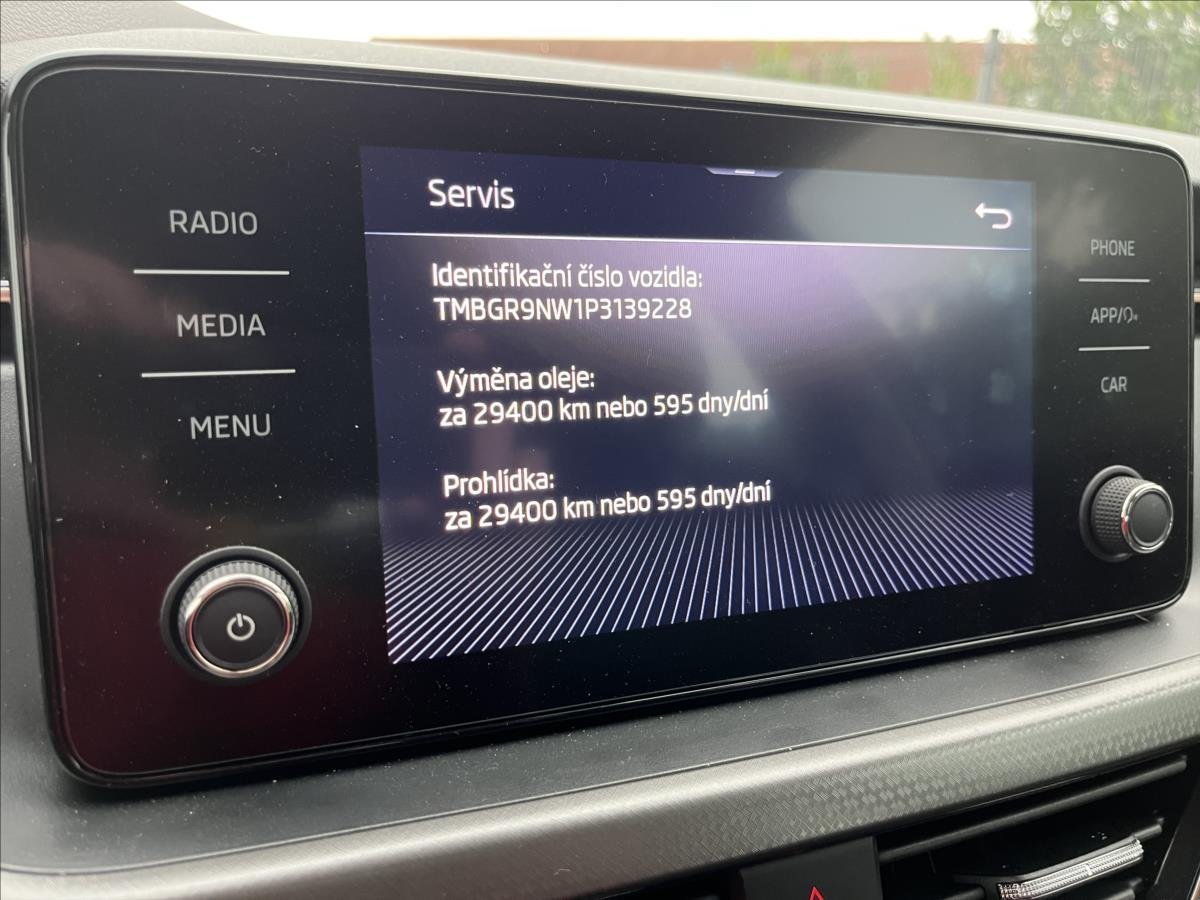 RADIO
MEDIA
MENU
Servis
Identifikační číslo vozidla:
TMBGR9NW1P3139228
Výměna oleje:
za 29400 km nebo 595 dny/dní
Prohlídka:
za 29400 km nebo 595 dny/dní
PHONE
APP/
CAR